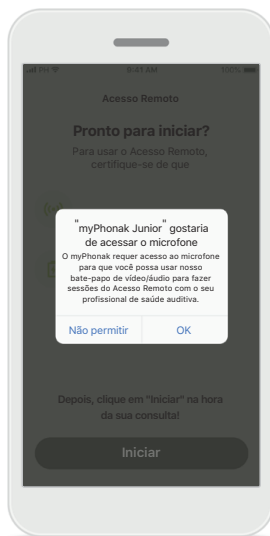 PH 9:41 AM 100%
Acesso Remoto
Pronto para iniciar?
Para usar o Acesso Remoto,
certifique-se de que
"myPhonak Junior" gostaria
de acessar o microfone
O myPhonak requer acesso ao microfone
para que você possa usar nosso
bate-papo de vídeo/áudio para fazer
sessões do Acesso Remoto com o seu
profissional de saúde auditiva.
Não permitir OK
Depois, clique em "Iniciar" na hora
da sua consulta!
Iniciar